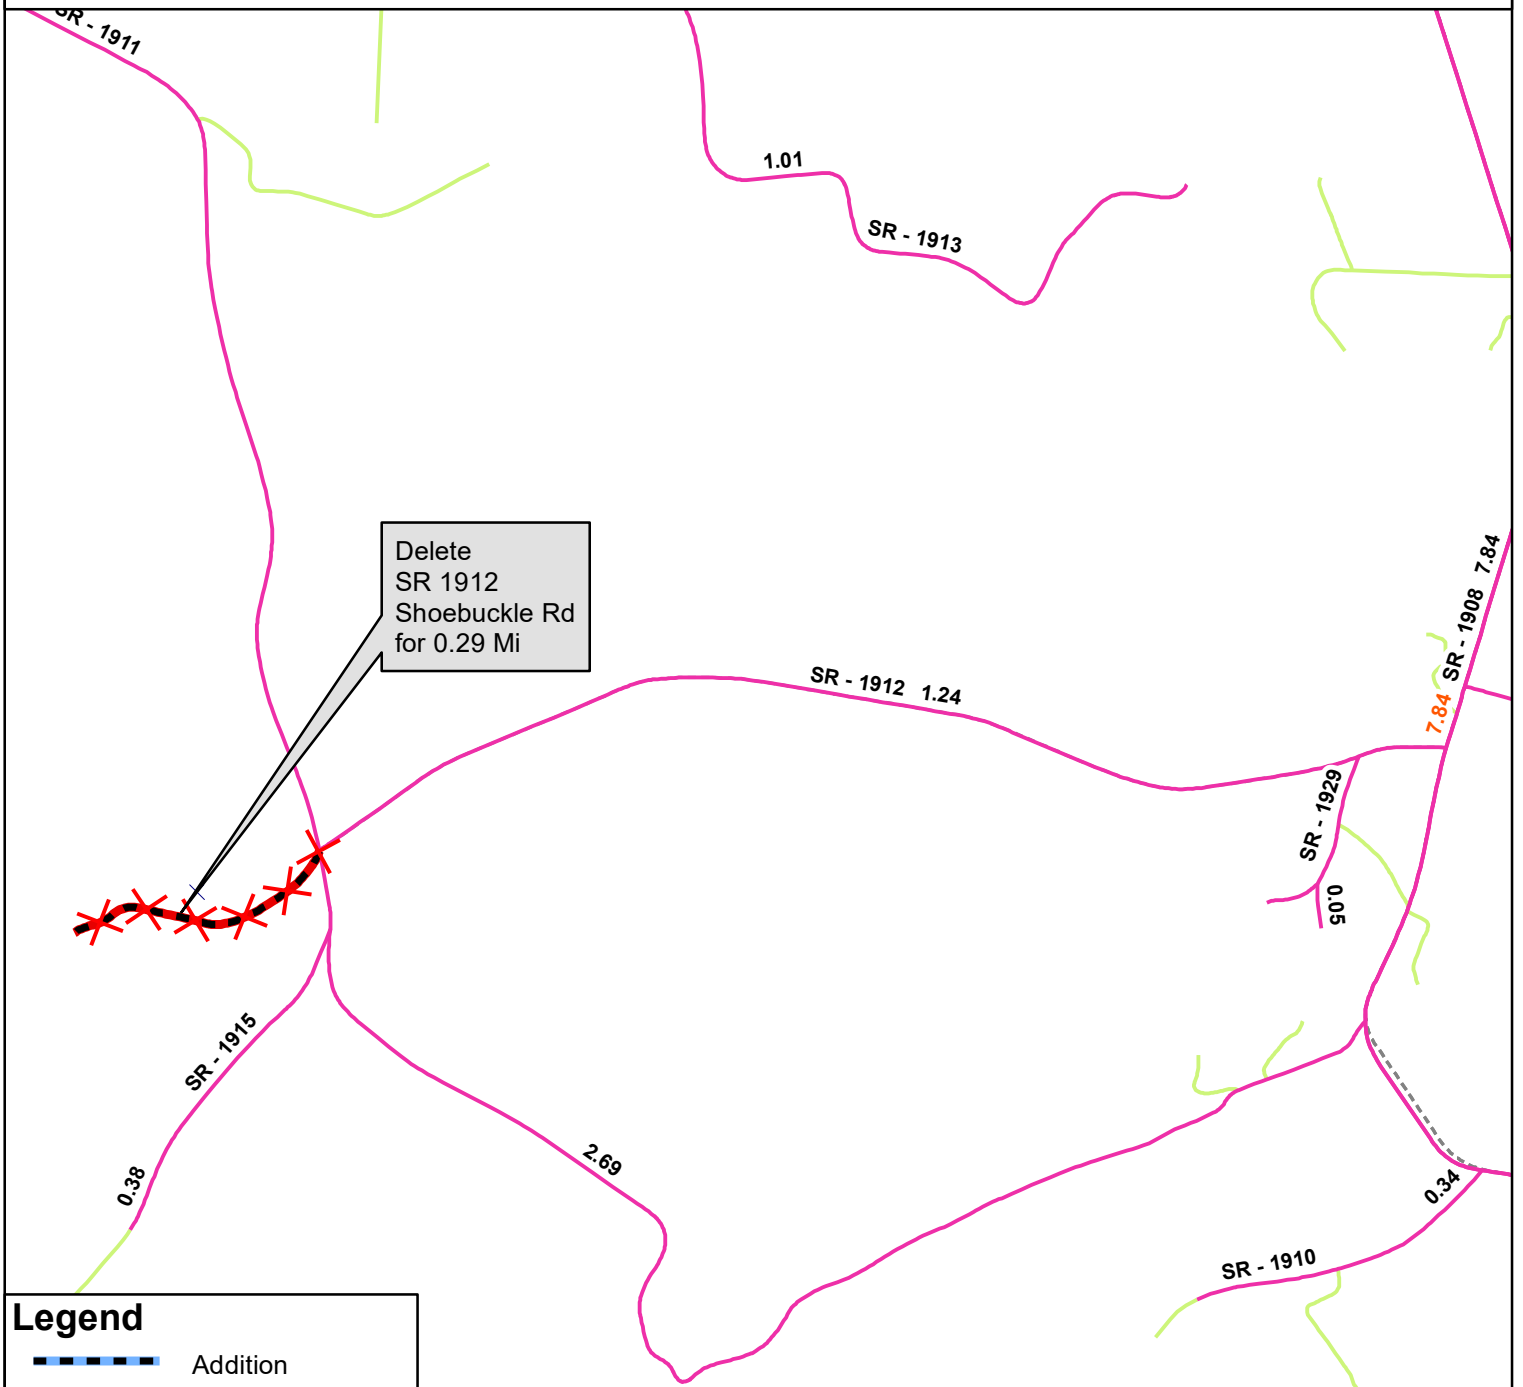 SR - 1911
1.01
SR - 1913
Delete
SR 1912
Shoebuckle Rd
for 0.29 Mi
SR - 1908 7.84
7.84
SR - 1912 1.24
SR - 1929
0.05
SR - 1915
0.38
2.69
0.34
SR - 1910
Legend
Addition